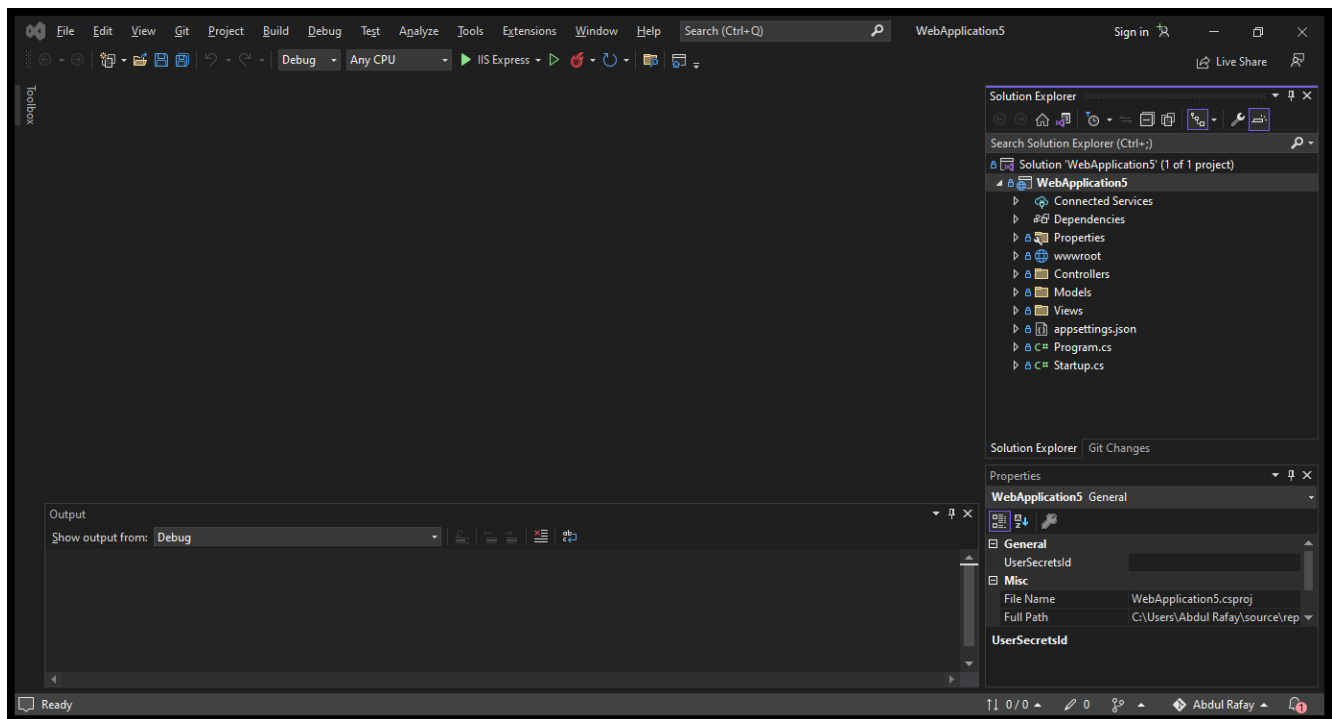 File Edit View Git Project Build Debug Test Analyze Tools Extensions Window Help Search (Ctrl+Q) WebApplication5 Sign in
Debug Any CPU IIS Express Live Share
Toolbox
Solution Explorer
Search Solution Explorer (Ctrl+;)
Solution 'WebApplication5' (1 of 1 project)
WebApplication5
Connected Services
Dependencies
Properties
wwwroot
Controllers
Models
Views
appsettings.json
C# Program.cs
C# Startup.cs
Solution Explorer Git Changes
Properties
WebApplication5 General
General
UserSecretsId
Misc
File Name WebApplication5.csproj
Full Path C:\Users\Abdul Rafay\source\rep
UserSecretsId
Output
Show output from: Debug
Ready 0 / 0 0 Abdul Rafay 1